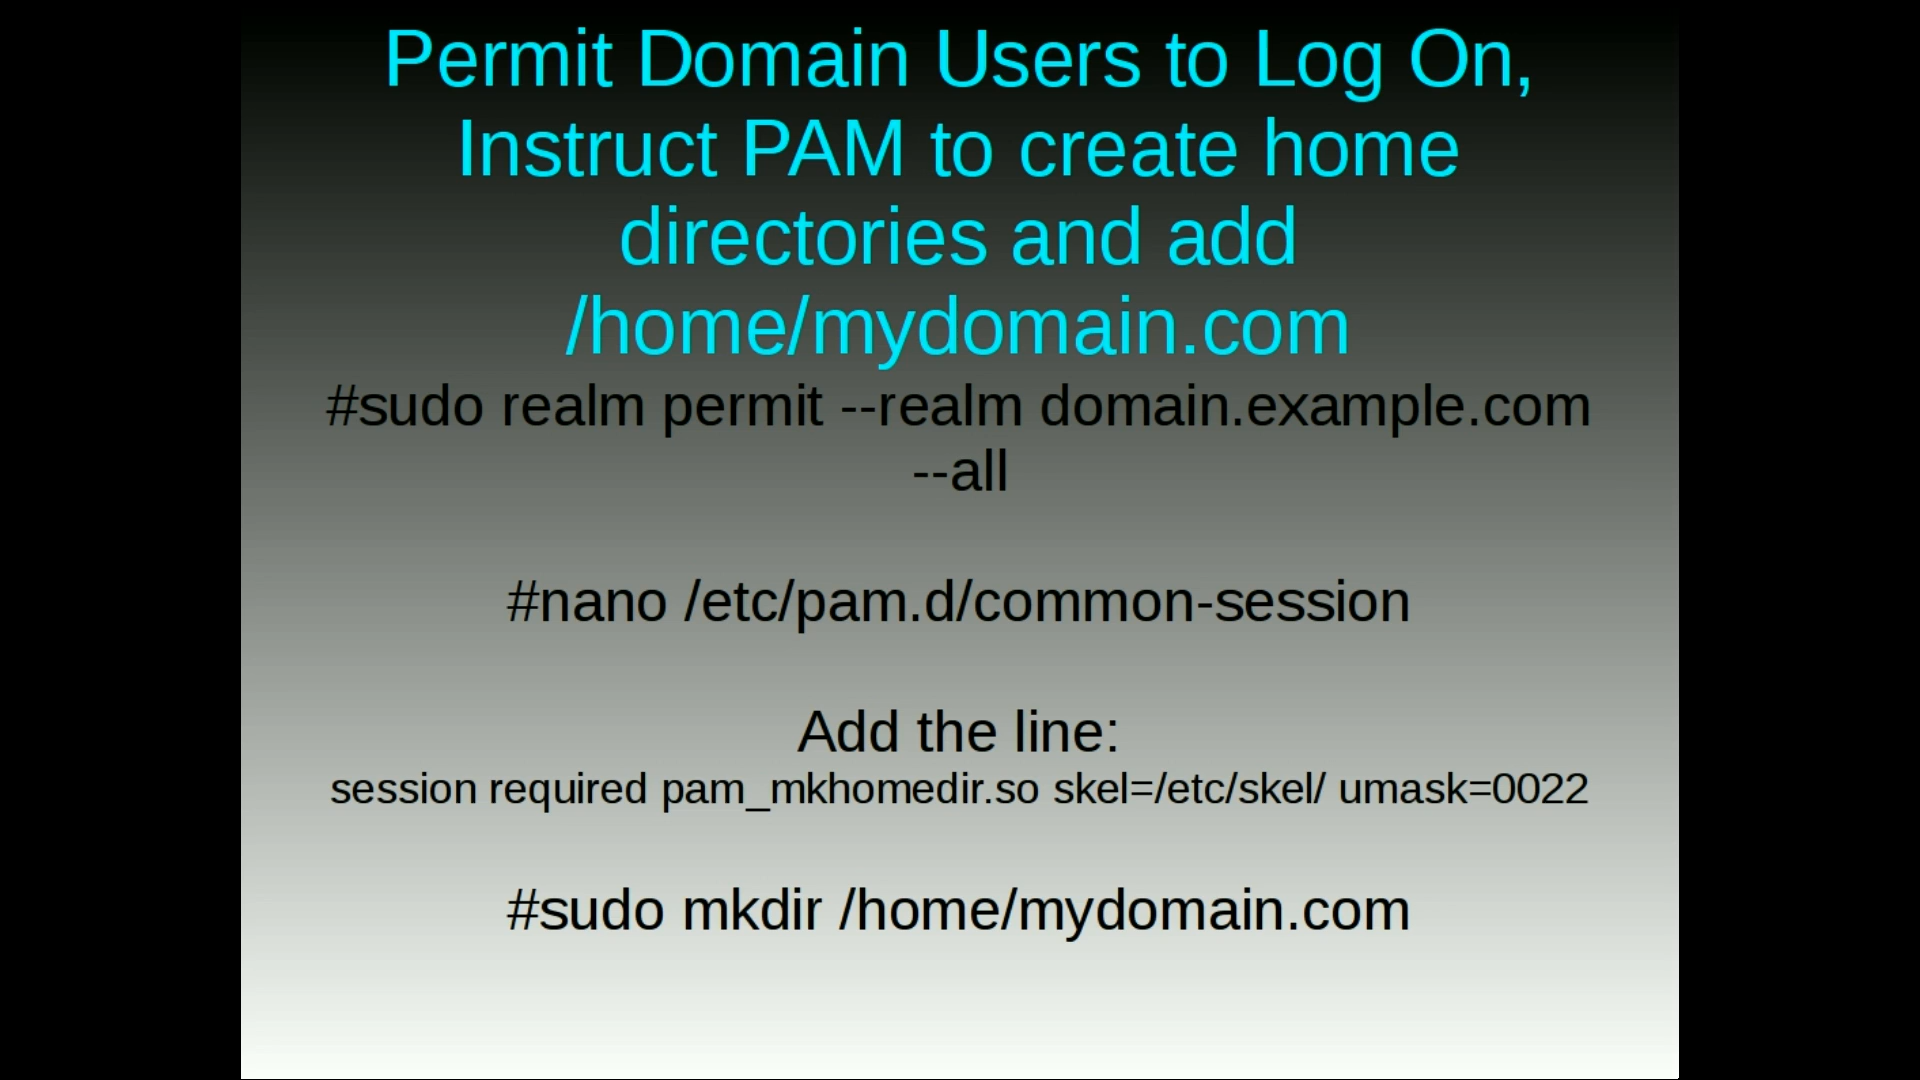 Permit Domain Users to Log On,
Instruct PAM to create home
directories and add
/home/mydomain.com
#sudo realm permit --realm domain.example.com
--all
#nano /etc/pam.d/common-session
Add the line:
session required pam_mkhomedir.so skel=/etc/skel/ umask=0022
#sudo mkdir /home/mydomain.com